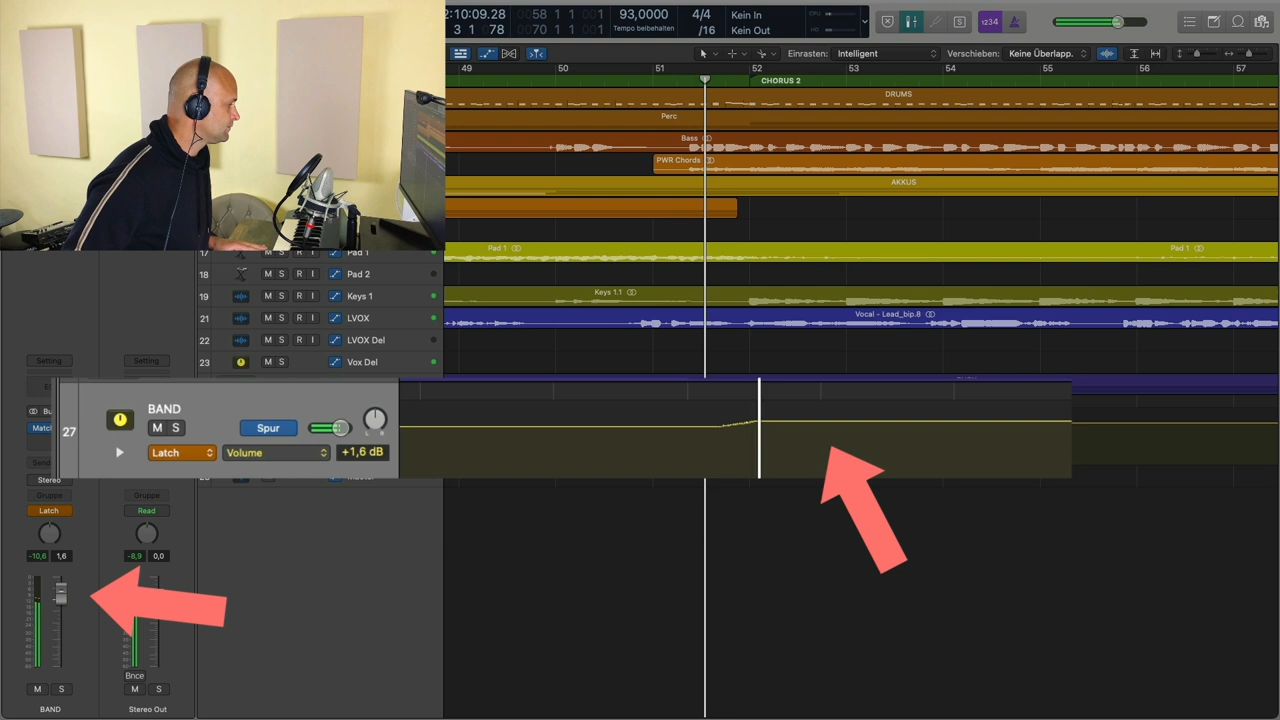 2:10:09.28
3 1 78
0058 1 1 1
0070 1 1 001
93,0000
Tempo beibehalten
4/4
/16
Kein In
Kein Out
CPU
HD
S
1234
Einrasten: Intelligent
Verschieben: Keine Überlapp.
49 50 51 52 53 54 55 56 57
CHORUS 2
DRUMS
Perc
Bass
PWR Chords
AKKUS
Pad 1
Pad 1
Keys 1.1
Vocal - Lead_bip.8
17 M S R I Pad 1
18 M S R I Pad 2
19 M S R I Keys 1
21 M S R I LVOX
22 M S R I LVOX Del
23 M S Vox Del
27
BAND
M S
Spur
L R
Latch
Volume
+1,6 dB
Setting Setting
Stereo
Gruppe Gruppe
Latch Read
-10,6 1,6 -8,9 0,0
Bnce
M S M S
BAND Stereo Out